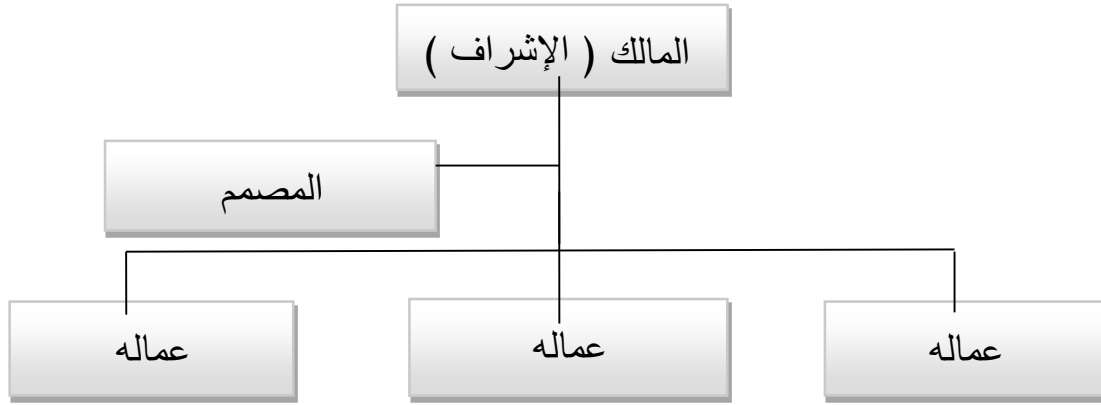 المالك ( الإشراف )
المصمم
عماله
عماله
عماله